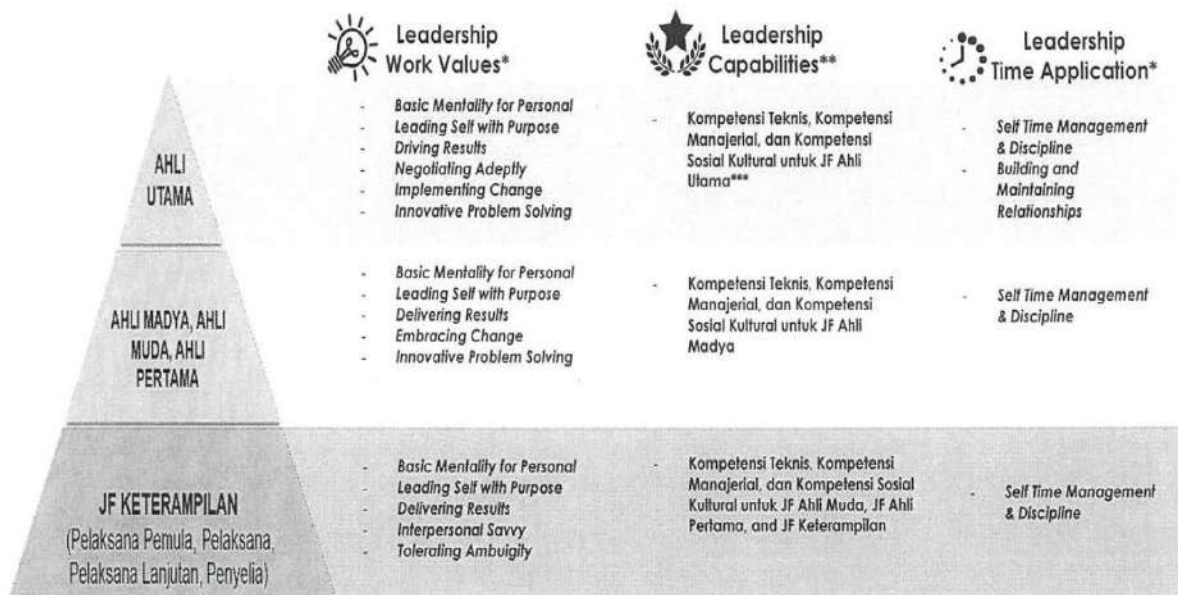 Leadership
Work Values*
Leadership
Capabilities**
Leadership
Time Application*
AHLI
UTAMA
- Basic Mentality for Personal
- Leading Self with Purpose
- Driving Results
- Negotiating Adeptly
- Implementing Change
- Innovative Problem Solving
- Kompetensi Teknis, Kompetensi
Manajerial, dan Kompetensi
Sosial Kultural untuk JF Ahli
Utama***
- Self Time Management
& Discipline
- Building and
Maintaining
Relationships
AHLI MADYA, AHLI
MUDA, AHLI
PERTAMA
- Basic Mentality for Personal
- Leading Self with Purpose
- Delivering Results
- Embracing Change
- Innovative Problem Solving
- Kompetensi Teknis, Kompetensi
Manajerial, dan Kompetensi
Sosial Kultural untuk JF Ahli
Madya
- Self Time Management
& Discipline
JF KETERAMPILAN
(Pelaksana Pemula, Pelaksana,
Pelaksana Lanjutan, Penyelia)
- Basic Mentality for Personal
- Leading Self with Purpose
- Delivering Results
- Interpersonal Savvy
- Tolerating Ambuigity
- Kompetensi Teknis, Kompetensi
Manajerial, dan Kompetensi Sosial
Kultural untuk JF Ahli Muda, JF Ahli
Pertama, and JF Keterampilan
- Self Time Management
& Discipline